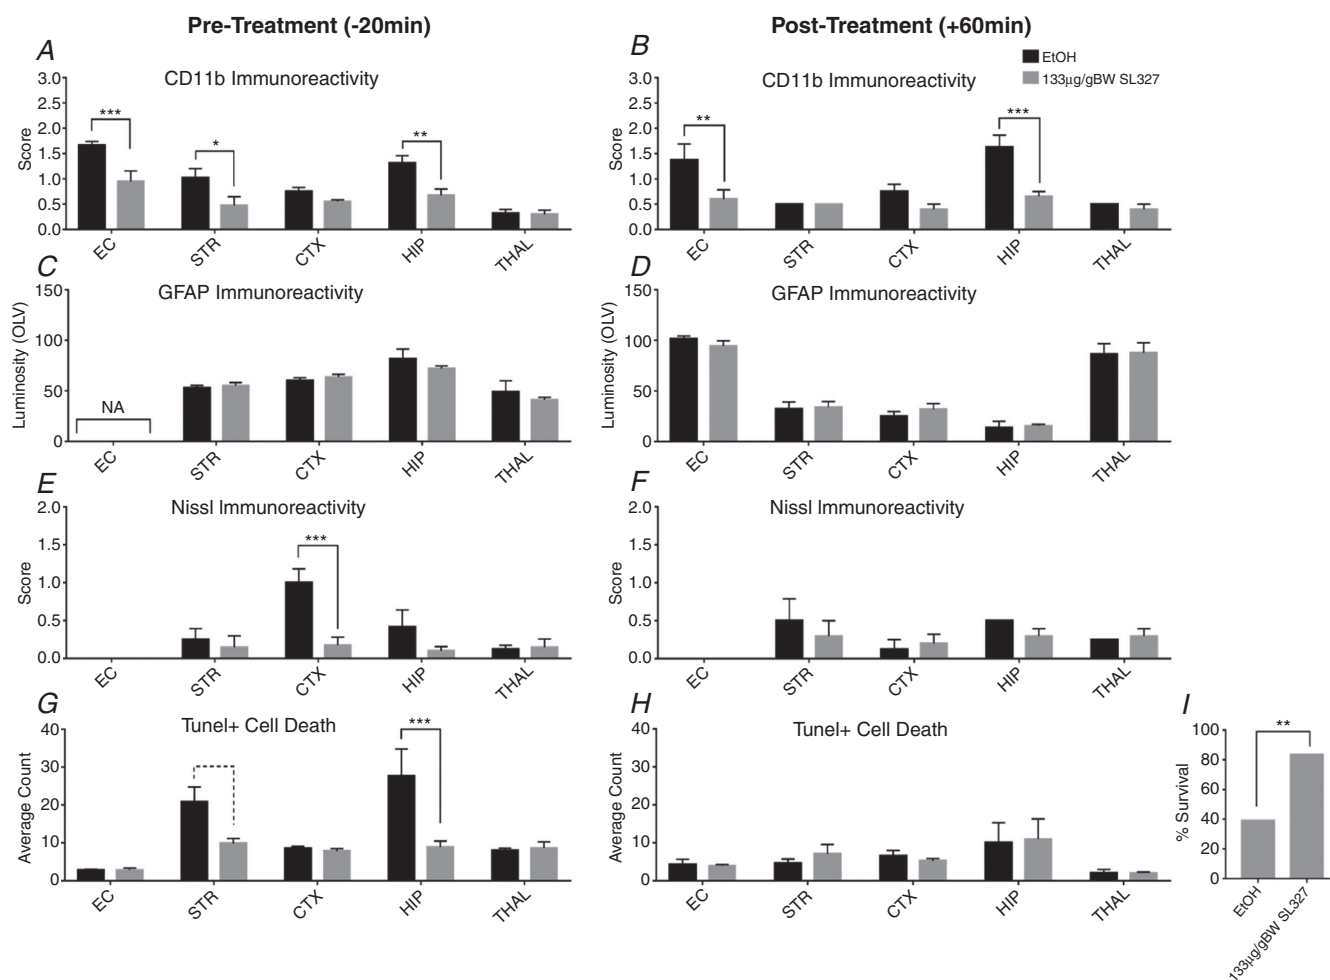 Pre-Treatment (-20min)
Post-Treatment (+60min)
A
CD11b Immunoreactivity
3.0
2.5
2.0
1.5
1.0
0.5
0.0
Score
***
*
**
EC
STR
CTX
HIP
THAL
B
CD11b Immunoreactivity
EtOH
133µg/gBW SL327
3.0
2.5
2.0
1.5
1.0
0.5
0.0
Score
**
***
EC
STR
CTX
HIP
THAL
C
GFAP Immunoreactivity
150
100
50
0
Luminosity (OLV)
NA
EC
STR
CTX
HIP
THAL
D
GFAP Immunoreactivity
150
100
50
0
Luminosity (OLV)
EC
STR
CTX
HIP
THAL
E
Nissl Immunoreactivity
2.0
1.5
1.0
0.5
0.0
Score
***
EC
STR
CTX
HIP
THAL
F
Nissl Immunoreactivity
2.0
1.5
1.0
0.5
0.0
Score
EC
STR
CTX
HIP
THAL
G
Tunel+ Cell Death
40
30
20
10
0
Average Count
***
EC
STR
CTX
HIP
THAL
H
Tunel+ Cell Death
40
30
20
10
0
Average Count
EC
STR
CTX
HIP
THAL
I
100
80
60
40
20
0
% Survival
**
EtOH
133µg/gBW SL327